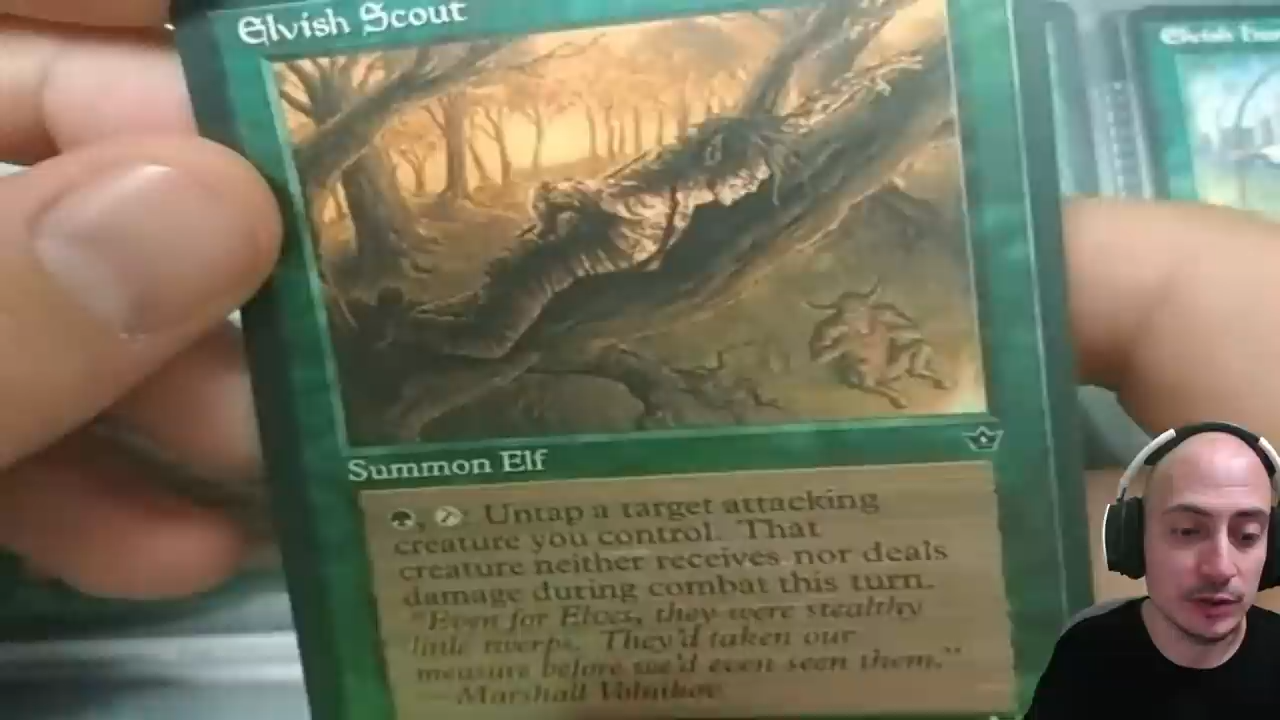 Elvish Scout
Summon Elf
: Untap a target attacking
creature you control. That
creature neither receives nor deals
damage during combat this turn.
"Even for Elves, they were stealthy
little twerps. They'd taken our
measure before we'd even seen them."
—Marshall Volnikov